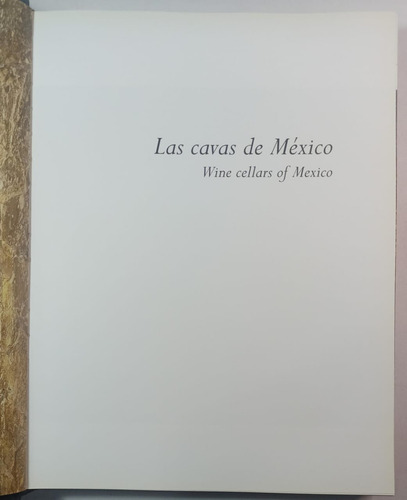 Las cavas de México
Wine cellars of Mexico